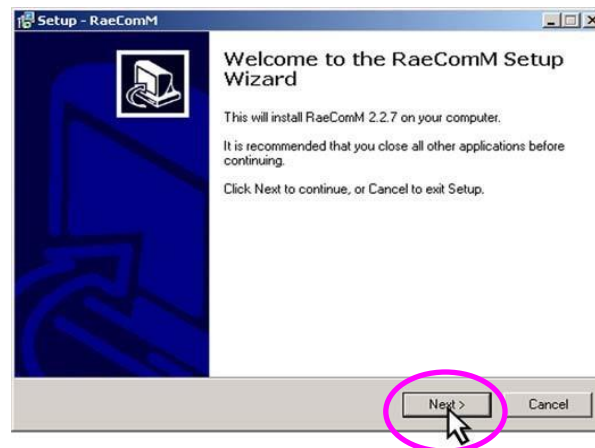 Setup - RaeComM
Welcome to the RaeComM Setup
Wizard
This will install RaeComM 2.2.7 on your computer.
It is recommended that you close all other applications before
continuing.
Click Next to continue, or Cancel to exit Setup.
Next >
Cancel